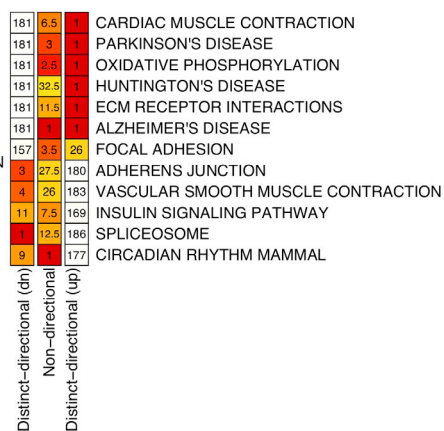 181 6.5 1 CARDIAC MUSCLE CONTRACTION
181 3 1 PARKINSON'S DISEASE
181 2.5 1 OXIDATIVE PHOSPHORYLATION
181 32.5 1 HUNTINGTON'S DISEASE
181 11.5 1 ECM RECEPTOR INTERACTIONS
181 1 1 ALZHEIMER'S DISEASE
157 3.5 26 FOCAL ADHESION
3 27.5 180 ADHERENS JUNCTION
4 26 183 VASCULAR SMOOTH MUSCLE CONTRACTION
11 7.5 169 INSULIN SIGNALING PATHWAY
1 12.5 186 SPLICEOSOME
9 1 177 CIRCADIAN RHYTHM MAMMAL
Distinct-directional (dn)
Non-directional
Distinct-directional (up)